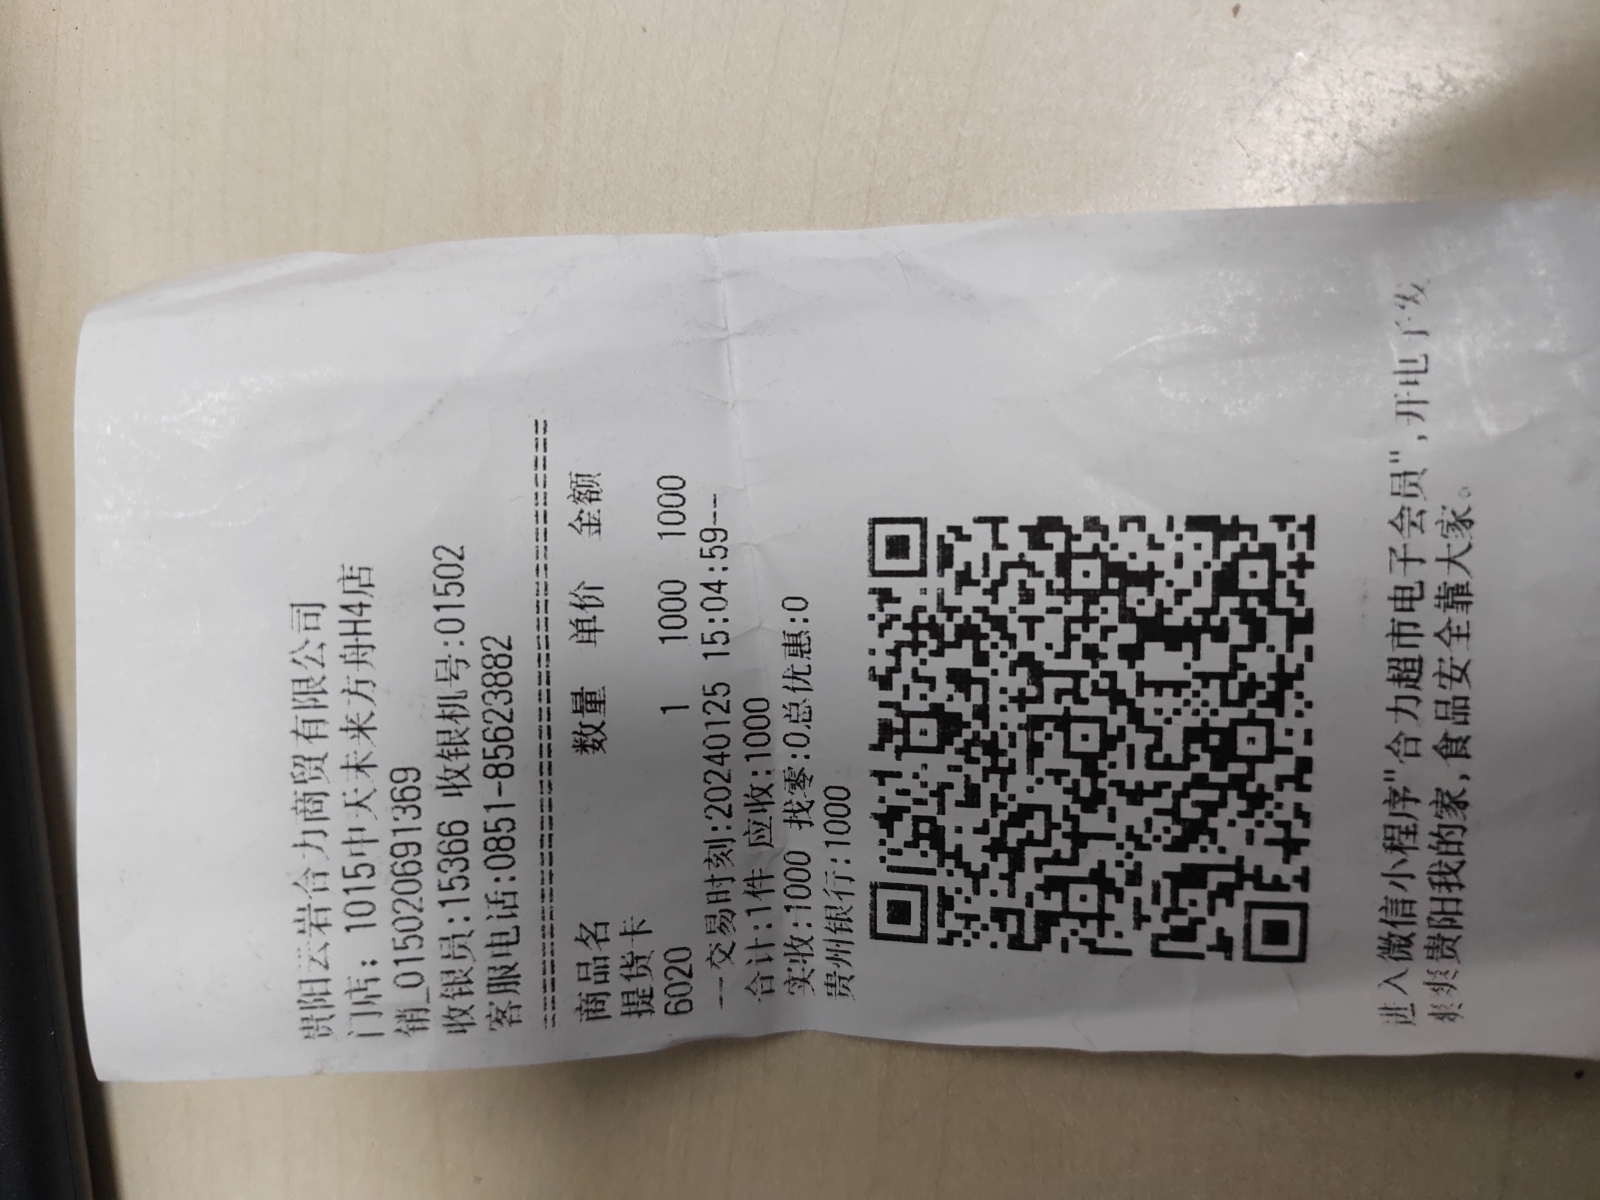 贵阳云岩合力商贸有限公司
门店：1015中天未来方舟H4店
销_015020691369
收银员:15366 收银机号:01502
客服电话:0851-85623882
商品名 数量 单价 金额
提货卡
6020 1 1000 1000
--交易时刻:20240125 15:04:59--
合计:1件 应收:1000
实收:1000 找零:0总优惠:0
贵州银行:1000
进入微信小程序"合力超市电子会员",开电子发
爽爽贵阳我的家,食品安全靠大家。